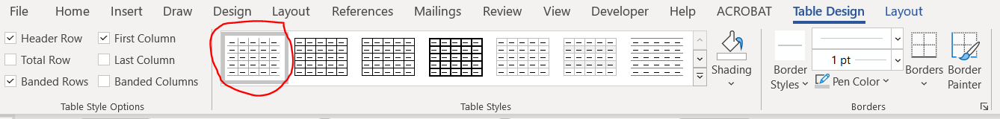 File Home Insert Draw Design Layout References Mailings Review View Developer Help ACROBAT Table Design Layout
Header Row First Column
Total Row Last Column
Banded Rows Banded Columns
Table Style Options
Table Styles
Shading
Border Styles
1 pt
Pen Color
Borders
Border Painter
Borders